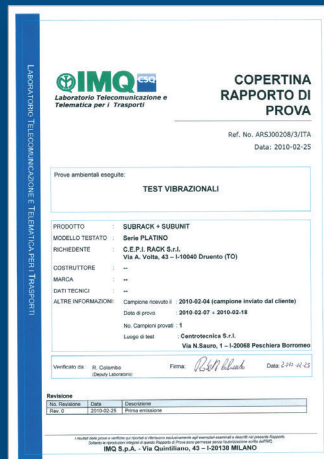 LABORATORIO TELECOMUNICAZIONE E TELEMATICA PER I TRASPORTI
IMQ CSQ
Laboratorio Telecomunicazione e
Telematica per i Trasporti
COPERTINA
RAPPORTO DI
PROVA
Ref. No. ARSJ00208/3/ITA
Data: 2010-02-25
Prove ambientali eseguite:
TEST VIBRAZIONALI
PRODOTTO : SUBRACK + SUBUNIT
MODELLO TESTATO : Serie PLATINO
RICHIEDENTE : C.E.P.I. RACK S.r.l.
Via A. Volta, 43 – I-10040 Druento (TO)
COSTRUTTORE : --
MARCA : --
DATI TECNICI : --
ALTRE INFORMAZIONI: Campione ricevuto il : 2010-02-04 (campione inviato dal cliente)
Data di prova : 2010-02-07 ÷ 2010-02-18
No. Campioni provati : 1
Luogo di test : Centrotecnica S.r.l.
Via N.Sauro, 1 – I-20068 Peschiera Borromeo
Verificato da: R. Colombo Firma: Data: 2010-02-25
(Deputy Laboratorio)
Revisione
No. Revisione Data Descrizione
Rev. 0 2010-02-25 Prima emissione
IMQ S.p.A. - Via Quintiliano, 43 – I-20138 MILANO